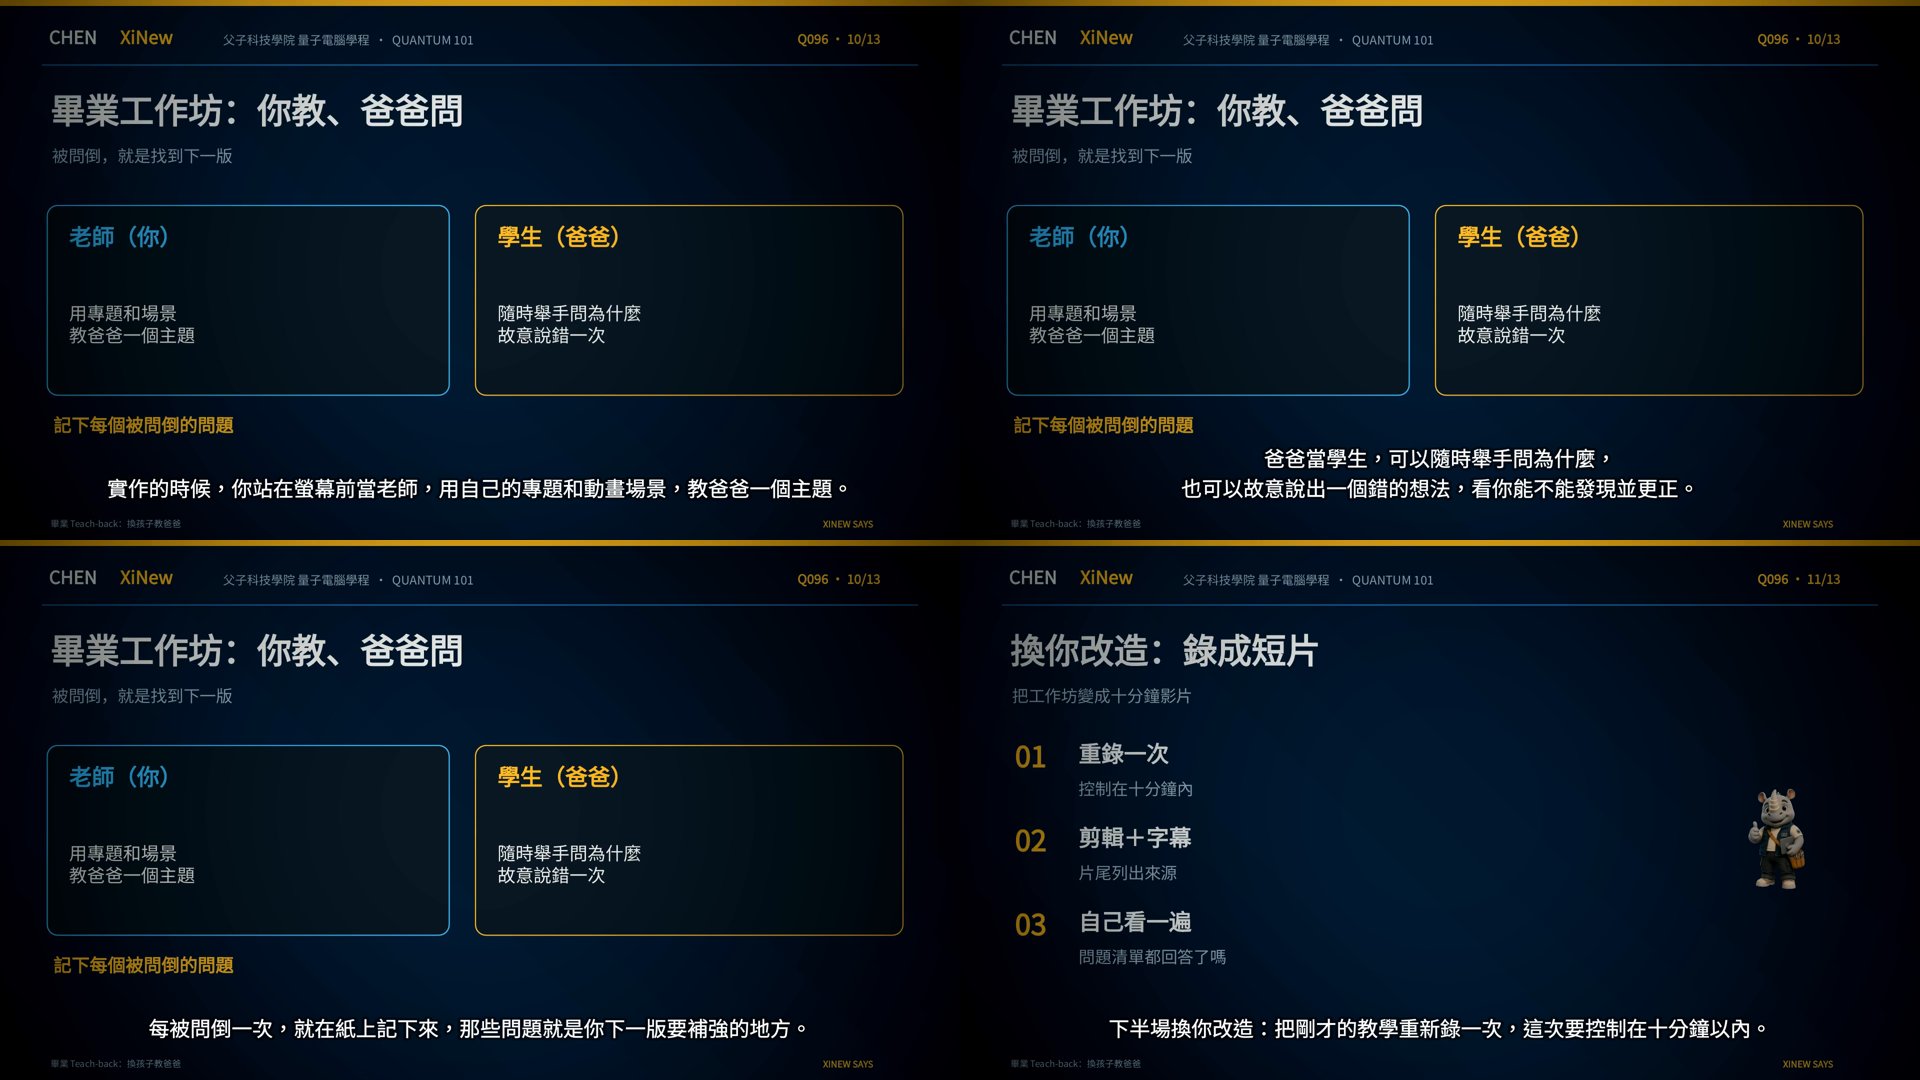 CHEN XiNew 父子科技學院 量子電腦學程 · QUANTUM 101 Q096 · 10/13
畢業工作坊：你教、爸爸問
被問倒，就是找到下一版
老師（你）
用專題和場景
教爸爸一個主題
學生（爸爸）
隨時舉手問為什麼
故意說錯一次
記下每個被問倒的問題
實作的時候，你站在螢幕前當老師，用自己的專題和動畫場景，教爸爸一個主題。
畢業 Teach-back：換孩子教爸爸 XINEW SAYS
CHEN XiNew 父子科技學院 量子電腦學程 · QUANTUM 101 Q096 · 10/13
畢業工作坊：你教、爸爸問
被問倒，就是找到下一版
老師（你）
用專題和場景
教爸爸一個主題
學生（爸爸）
隨時舉手問為什麼
故意說錯一次
記下每個被問倒的問題
爸爸當學生，可以隨時舉手問為什麼，
也可以故意說出一個錯的想法，看你能不能發現並更正。
畢業 Teach-back：換孩子教爸爸 XINEW SAYS
CHEN XiNew 父子科技學院 量子電腦學程 · QUANTUM 101 Q096 · 10/13
畢業工作坊：你教、爸爸問
被問倒，就是找到下一版
老師（你）
用專題和場景
教爸爸一個主題
學生（爸爸）
隨時舉手問為什麼
故意說錯一次
記下每個被問倒的問題
每被問倒一次，就在紙上記下來，那些問題就是你下一版要補強的地方。
畢業 Teach-back：換孩子教爸爸 XINEW SAYS
CHEN XiNew 父子科技學院 量子電腦學程 · QUANTUM 101 Q096 · 11/13
換你改造：錄成短片
把工作坊變成十分鐘影片
01 重錄一次
控制在十分鐘內
02 剪輯＋字幕
片尾列出來源
03 自己看一遍
問題清單都回答了嗎
下半場換你改造：把剛才的教學重新錄一次，這次要控制在十分鐘以內。
畢業 Teach-back：換孩子教爸爸 XINEW SAYS